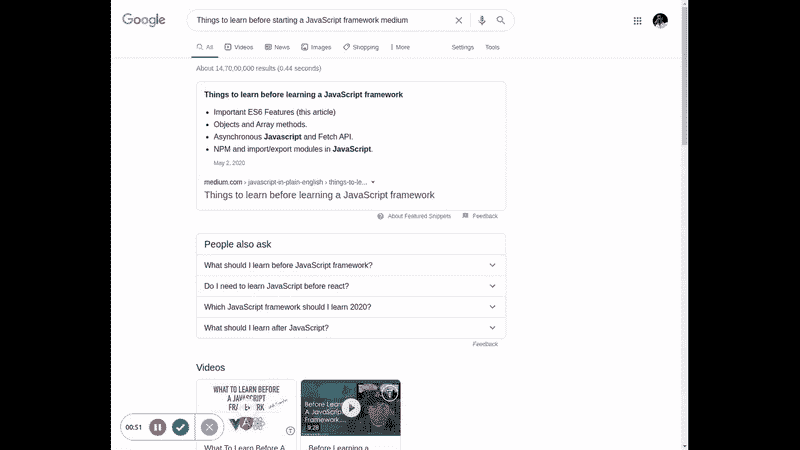 Google
Things to learn before starting a JavaScript framework medium
All Videos News Images Shopping More Settings Tools
About 14,70,00,000 results (0.44 seconds)
Things to learn before learning a JavaScript framework
Important ES6 Features (this article)
Objects and Array methods.
Asynchronous Javascript and Fetch API.
NPM and import/export modules in JavaScript.
May 2, 2020
medium.com › javascript-in-plain-english › things-to-le...
Things to learn before learning a JavaScript framework
About Featured Snippets Feedback
People also ask
What should I learn before JavaScript framework?
Do I need to learn JavaScript before react?
Which JavaScript framework should I learn 2020?
What should I learn after JavaScript?
Feedback
Videos
WHAT TO LEARN BEFORE
A JAVASCRIPT
Before Learn
A JavaScript
Framework...
9:28
What To Learn Before A
Before Learning a
00:51